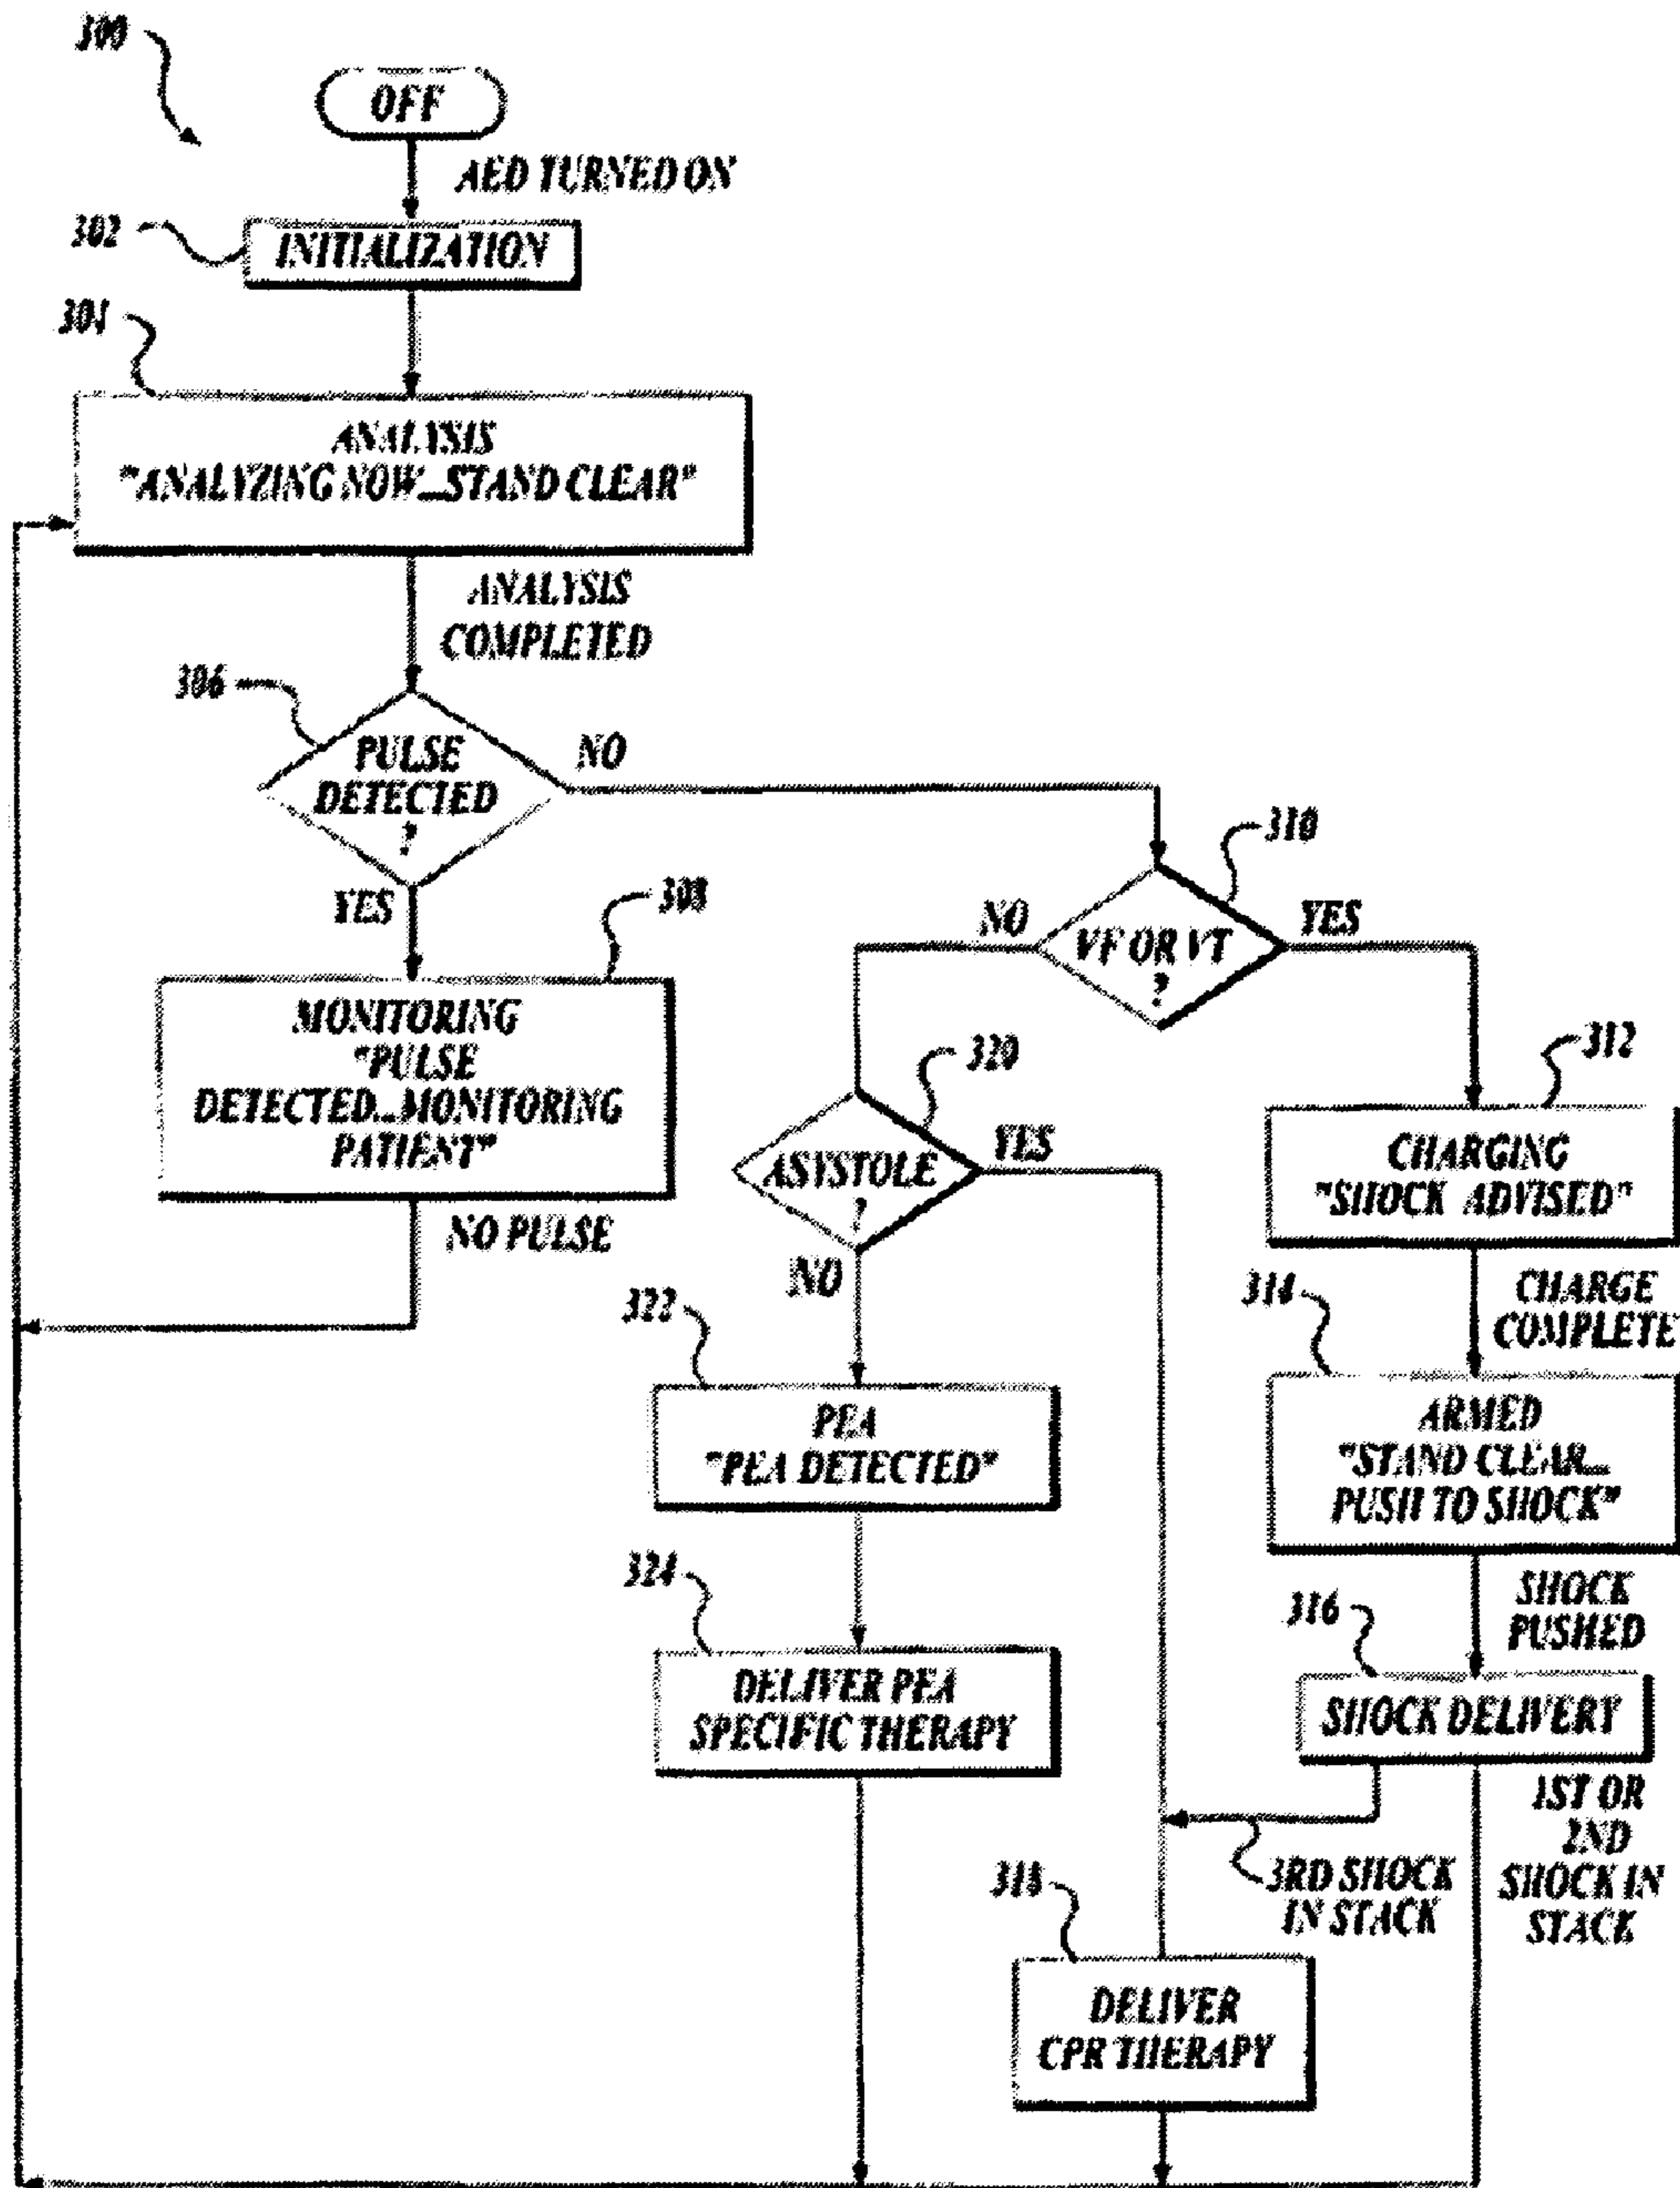 300
OFF
AED TURNED ON
302
INITIALIZATION
304
ANALYSIS
"ANALYZING NOW...STAND CLEAR"
ANALYSIS
COMPLETED
306
PULSE
DETECTED
?
NO
YES
308
MONITORING
"PULSE
DETECTED...MONITORING
PATIENT"
NO PULSE
310
VF OR VT
?
NO
YES
320
ASYSTOLE
?
YES
NO
312
CHARGING
"SHOCK ADVISED"
CHARGE
COMPLETE
314
ARMED
"STAND CLEAR...
PUSH TO SHOCK"
SHOCK
PUSHED
316
SHOCK DELIVERY
1ST OR
2ND
SHOCK IN
STACK
3RD SHOCK
IN STACK
322
PEA
"PEA DETECTED"
324
DELIVER PEA
SPECIFIC THERAPY
318
DELIVER
CPR THERAPY